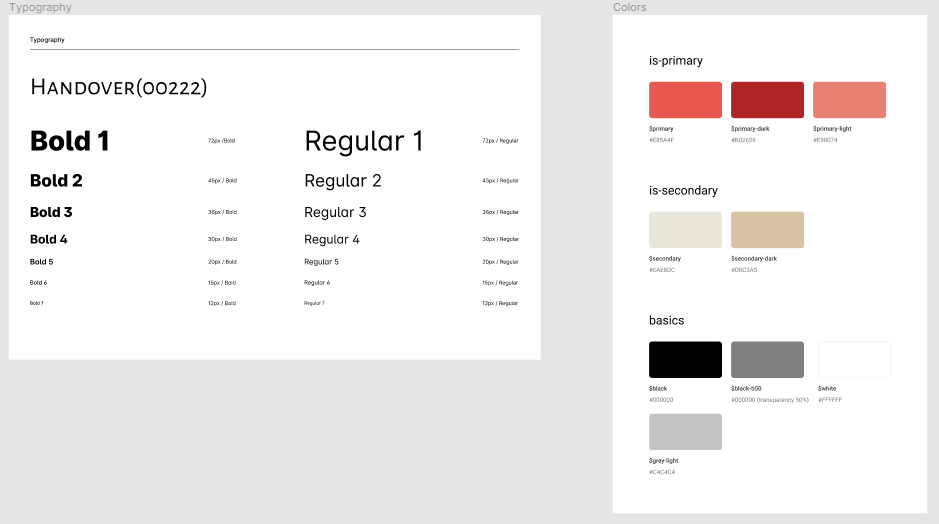 Typography
Typography
HANDOVER(00222)
Bold 1 72px /Bold Regular 1 72px / Regular
Bold 2 45px / Bold Regular 2 45px / Regular
Bold 3 36px / Bold Regular 3 36px / Regular
Bold 4 30px / Bold Regular 4 30px / Regular
Bold 5 20px / Bold Regular 5 20px / Regular
Bold 6 15px / Bold Regular 6 15px / Regular
Bold 7 12px / Bold Regular 7 12px / Regular
Colors
is-primary
$primary $primary-dark $primary-light
#E85A4F #B02626 #E98074
is-secondary
$secondary $secondary-dark
#EAE8DC #D8C3A5
basics
$black $black-b50 $white
#000000 #000000 (transparency 50%) #FFFFFF
$grey-light
#C4C4C4